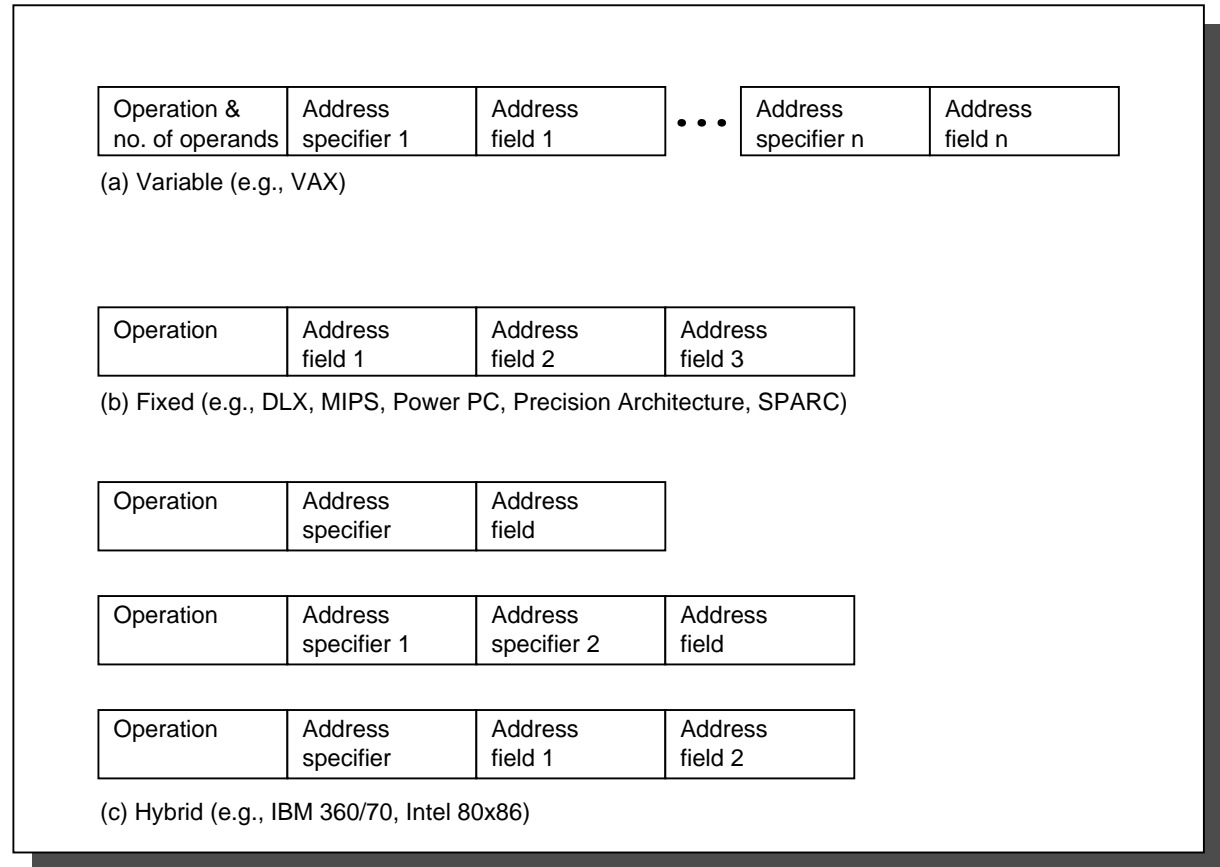 Operation & no. of operands
Address specifier 1
Address field 1
• • •
Address specifier n
Address field n
(a) Variable (e.g., VAX)
Operation
Address field 1
Address field 2
Address field 3
(b) Fixed (e.g., DLX, MIPS, Power PC, Precision Architecture, SPARC)
Operation
Address specifier
Address field
Operation
Address specifier 1
Address specifier 2
Address field
Operation
Address specifier
Address field 1
Address field 2
(c) Hybrid (e.g., IBM 360/70, Intel 80x86)